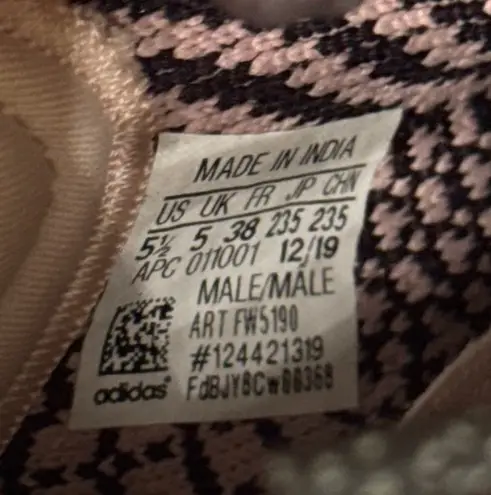 MADE IN INDIA
US UK FR JP CHN
5½ 5 38 235 235
APC 011001 12/19
MALE/MALE
ART FW5190
#124421319
adidas® FdBJY8Cw08368